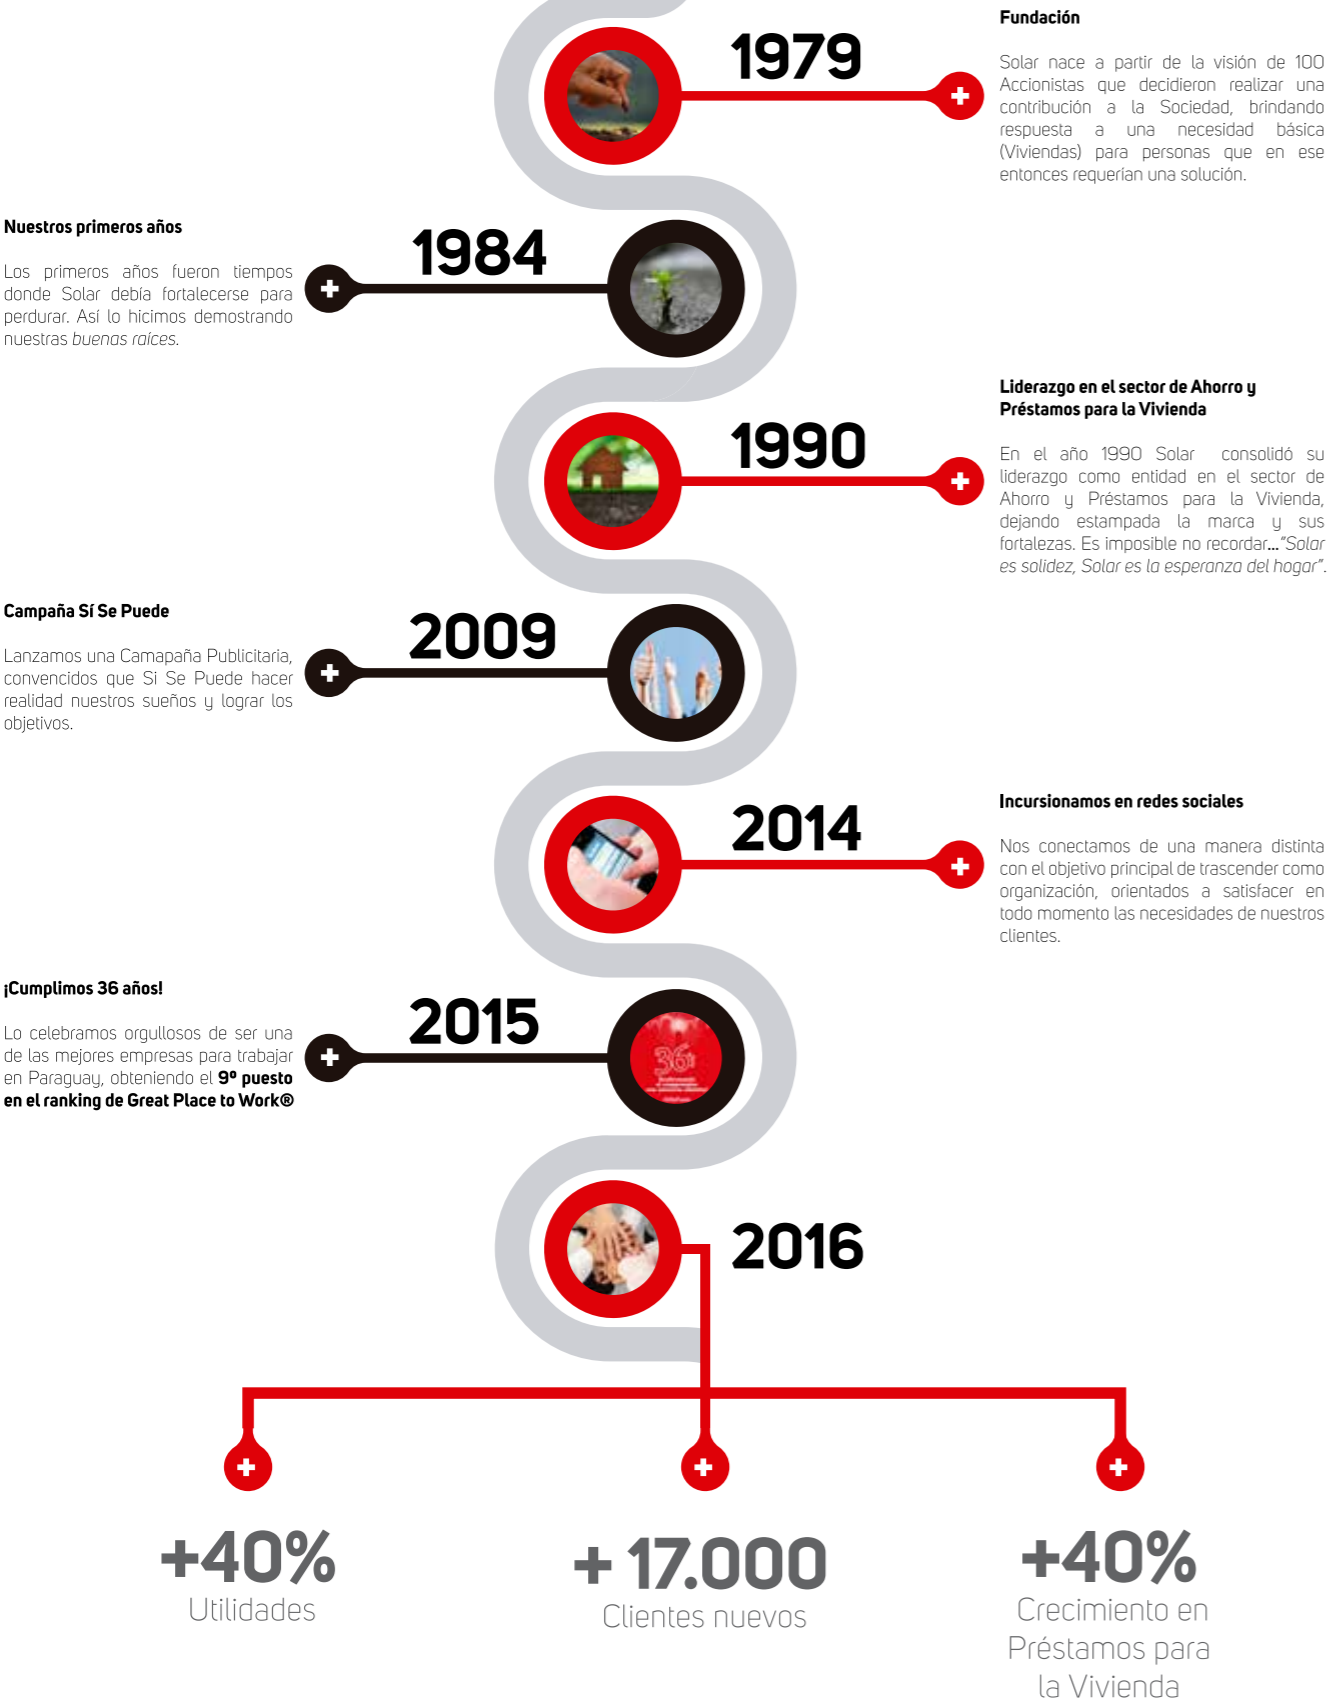 1979
Fundación
Solar nace a partir de la visión de 100
Accionistas que decidieron realizar una
contribución a la Sociedad, brindando
respuesta a una necesidad básica
(Viviendas) para personas que en ese
entonces requerían una solución.
Nuestros primeros años
Los primeros años fueron tiempos
donde Solar debía fortalecerse para
perdurar. Así lo hicimos demostrando
nuestras buenas raíces.
1984
1990
Liderazgo en el sector de Ahorro y
Préstamos para la Vivienda
En el año 1990 Solar consolidó su
liderazgo como entidad en el sector de
Ahorro y Préstamos para la Vivienda,
dejando estampada la marca y sus
fortalezas. Es imposible no recordar..."Solar
es solidez, Solar es la esperanza del hogar".
Campaña Sí Se Puede
Lanzamos una Camapaña Publicitaria,
convencidos que Si Se Puede hacer
realidad nuestros sueños y lograr los
objetivos.
2009
2014
Incursionamos en redes sociales
Nos conectamos de una manera distinta
con el objetivo principal de trascender como
organización, orientados a satisfacer en
todo momento las necesidades de nuestros
clientes.
¡Cumplimos 36 años!
Lo celebramos orgullosos de ser una
de las mejores empresas para trabajar
en Paraguay, obteniendo el 9º puesto
en el ranking de Great Place to Work®
2015
36
2016
+40%
Utilidades
+ 17.000
Clientes nuevos
+40%
Crecimiento en
Préstamos para
la Vivienda